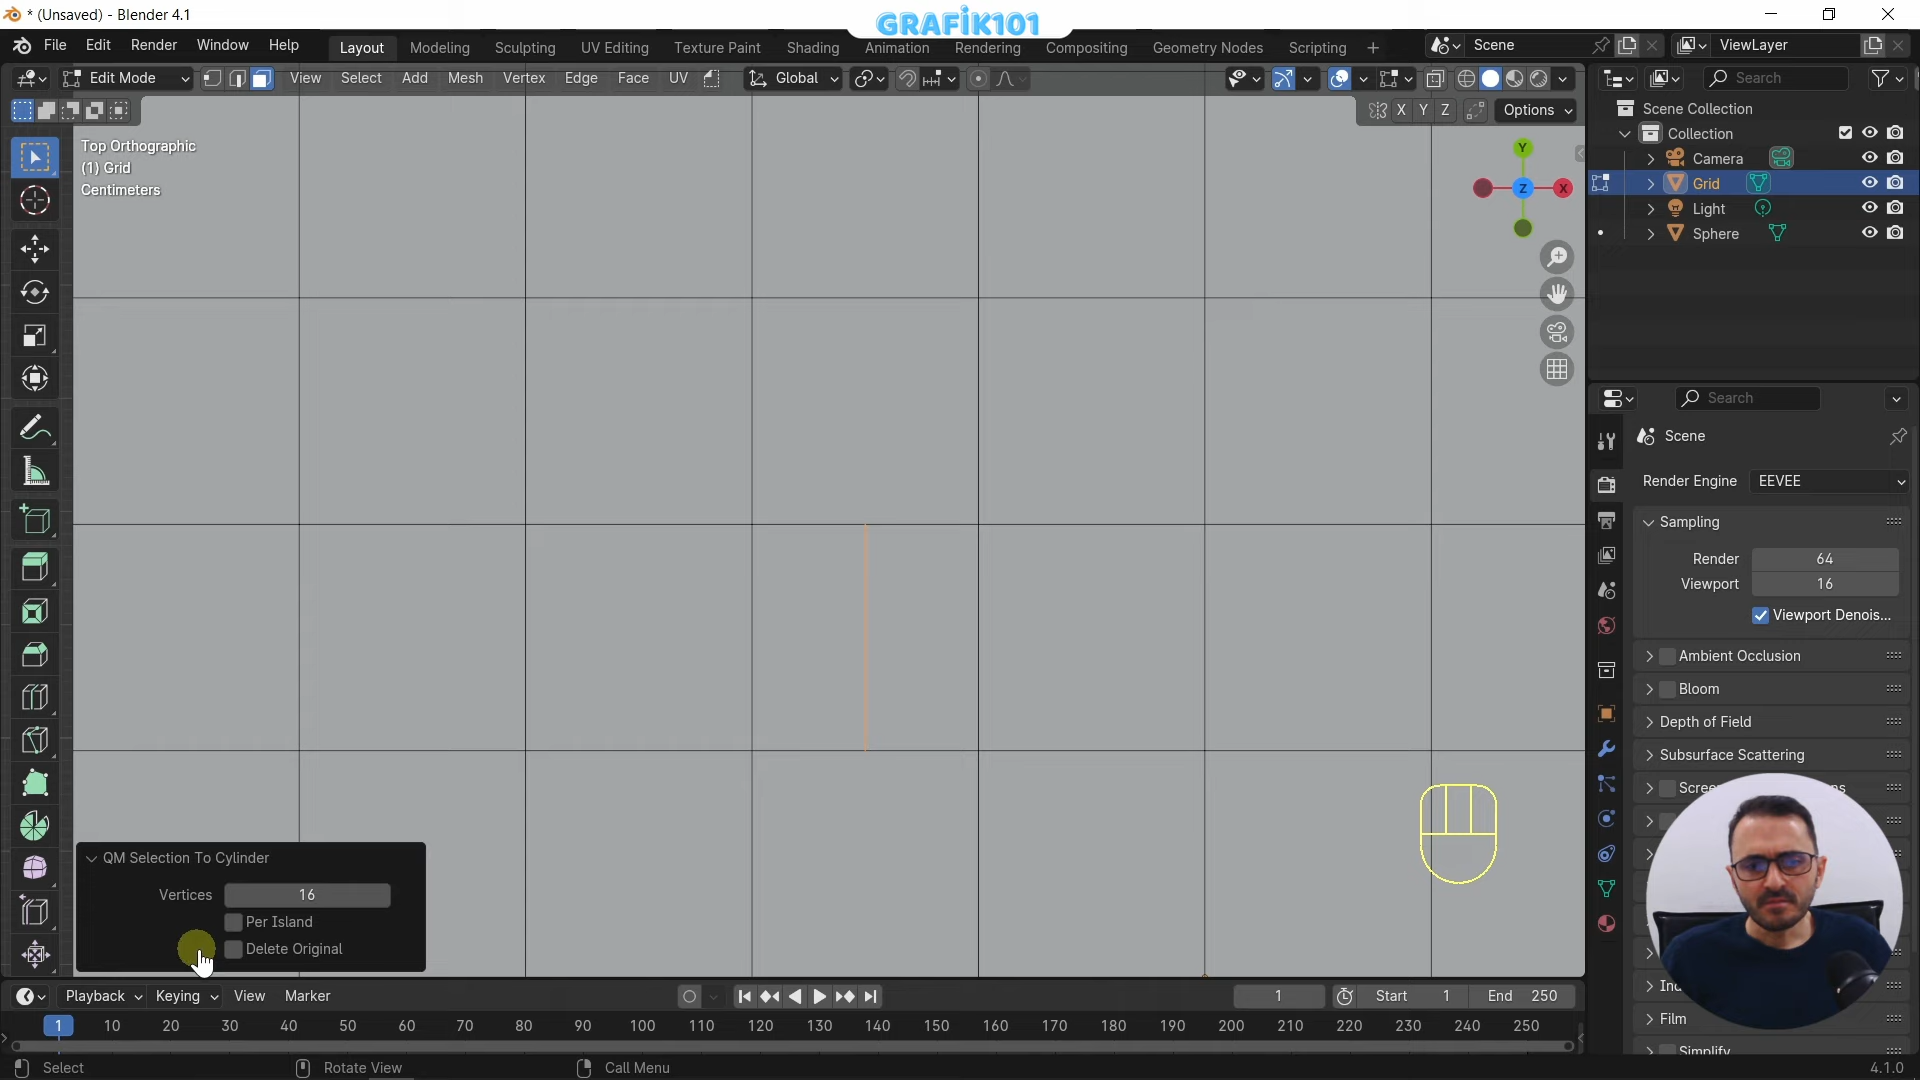 * (Unsaved) - Blender 4.1
GRAFİK101
File Edit Render Window Help
Layout Modeling Sculpting UV Editing Texture Paint Shading Animation Rendering Compositing Geometry Nodes Scripting +
Scene
ViewLayer
Edit Mode
View Select Add Mesh Vertex Edge Face UV
Global
Search
X Y Z
Options
Top Orthographic
(1) Grid
Centimeters
Y
Z
X
Scene Collection
Collection
Camera
Grid
Light
Sphere
Search
Scene
Render Engine EEVEE
Sampling
Render 64
Viewport 16
Viewport Denois...
Ambient Occlusion
Bloom
Depth of Field
Subsurface Scattering
Film
QM Selection To Cylinder
Vertices 16
Per Island
Delete Original
Playback Keying View Marker
1
Start 1
End 250
1 10 20 30 40 50 60 70 80 90 100 110 120 130 140 150 160 170 180 190 200 210 220 230 240 250
Select
Rotate View
Call Menu
4.1.0